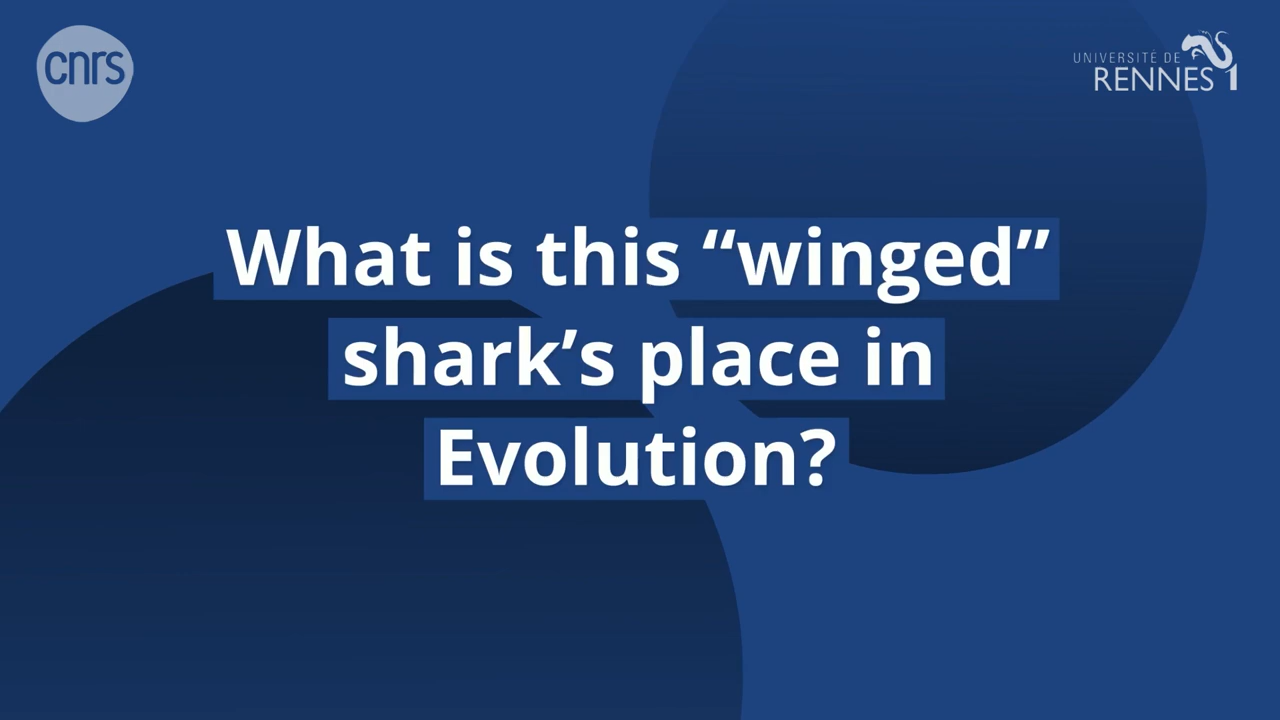 cnrs
UNIVERSITÉ DE
RENNES 1
What is this “winged”
shark’s place in
Evolution?